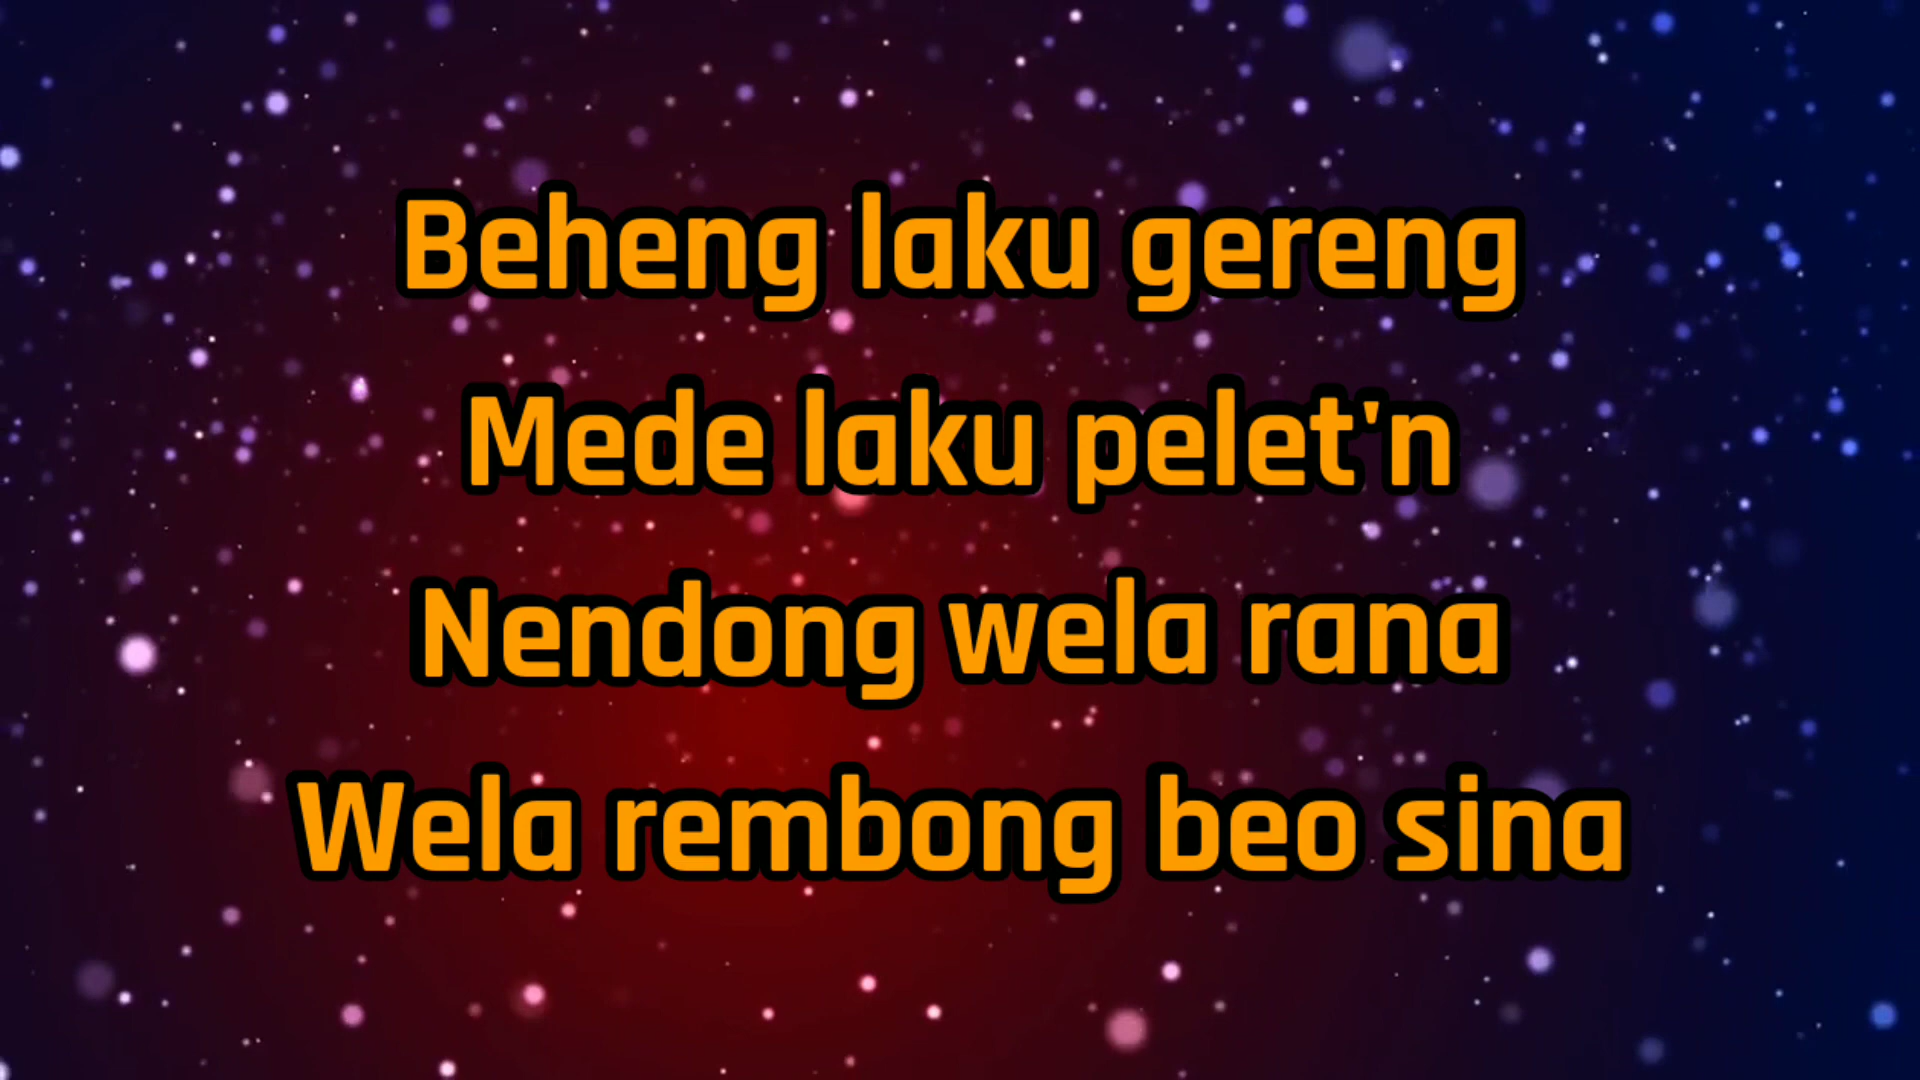 Beheng laku gereng
Mede laku pelet'n
Nendong wela rana
Wela rembong beo sina